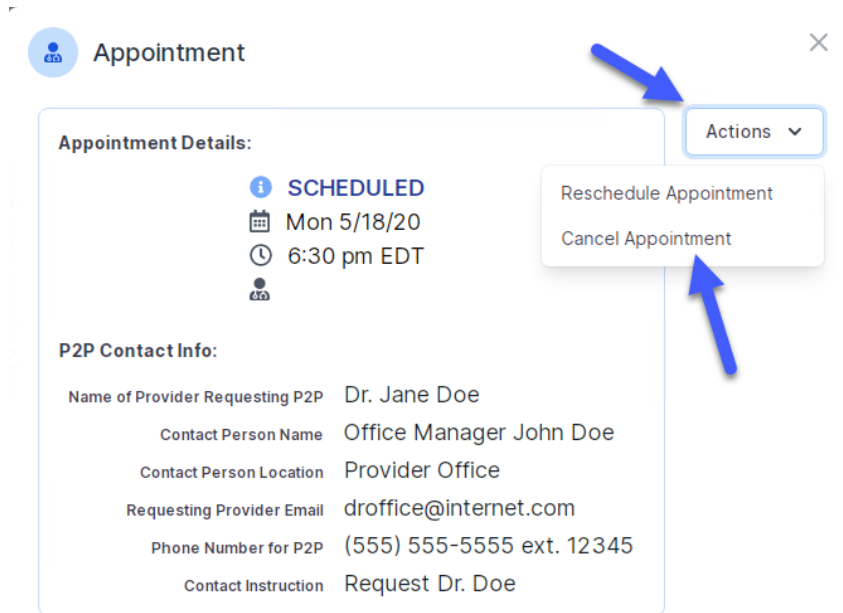 Appointment
Actions
Appointment Details:
SCHEDULED
Mon 5/18/20
6:30 pm EDT
Reschedule Appointment
Cancel Appointment
P2P Contact Info:
Name of Provider Requesting P2P Dr. Jane Doe
Contact Person Name Office Manager John Doe
Contact Person Location Provider Office
Requesting Provider Email droffice@internet.com
Phone Number for P2P (555) 555-5555 ext. 12345
Contact Instruction Request Dr. Doe